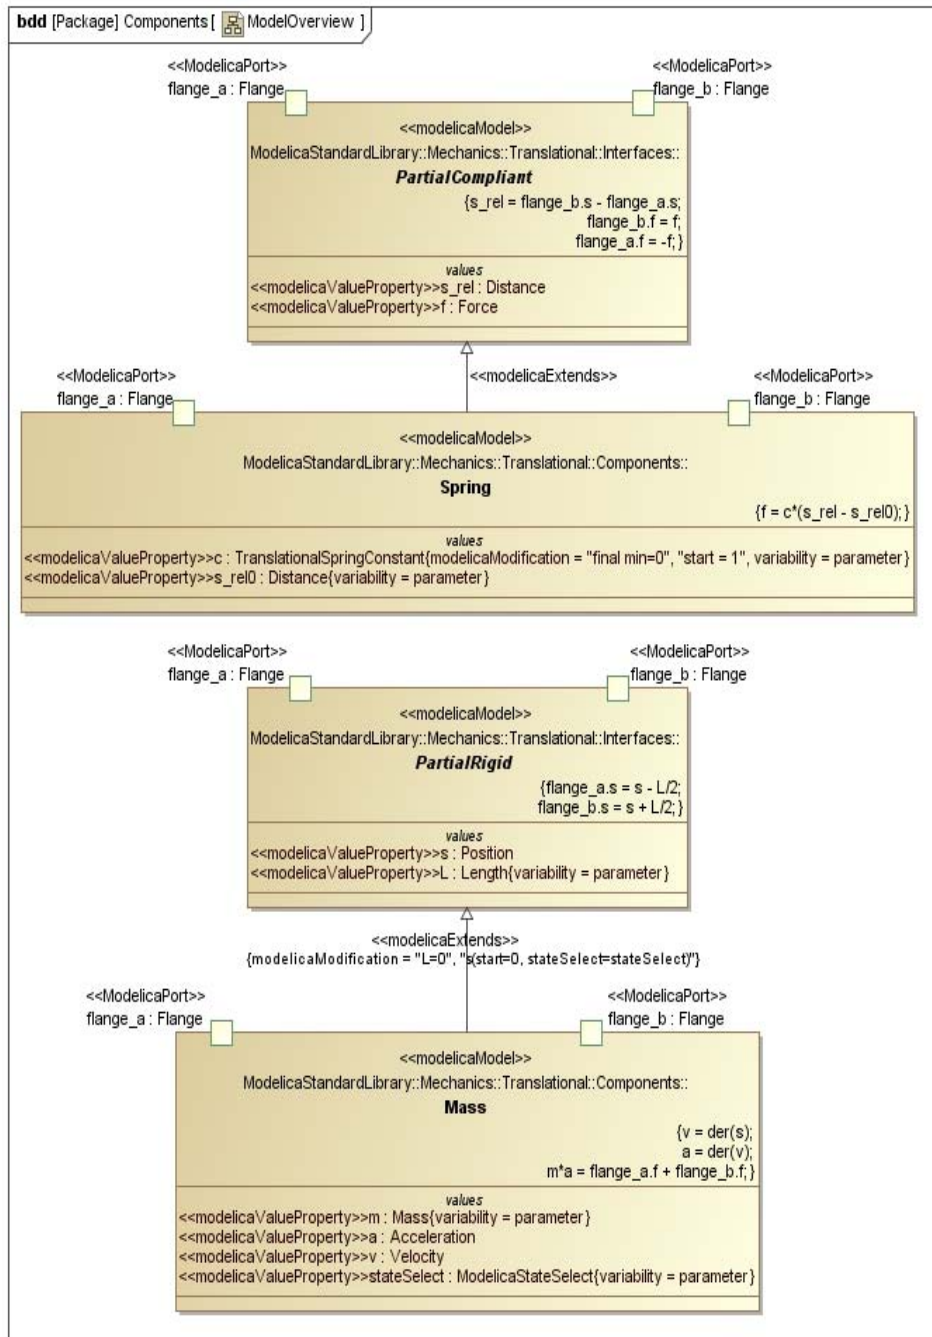 bdd [Package] Components [ ModelOverview ]
<<ModelicaPort>>
flange_a : Flange
<<ModelicaPort>>
flange_b : Flange
<<modelicaModel>>
ModelicaStandardLibrary::Mechanics::Translational::Interfaces::
PartialCompliant
{s_rel = flange_b.s - flange_a.s;
flange_b.f = f;
flange_a.f = -f; }
values
<<modelicaValueProperty>>s_rel : Distance
<<modelicaValueProperty>>f : Force
<<modelicaExtends>>
<<ModelicaPort>>
flange_a : Flange
<<ModelicaPort>>
flange_b : Flange
<<modelicaModel>>
ModelicaStandardLibrary::Mechanics::Translational::Components::
Spring
{f = c*(s_rel - s_rel0); }
values
<<modelicaValueProperty>>c : TranslationalSpringConstant{modelicaModification = "final min=0", "start = 1", variability = parameter}
<<modelicaValueProperty>>s_rel0 : Distance{variability = parameter}
<<ModelicaPort>>
flange_a : Flange
<<ModelicaPort>>
flange_b : Flange
<<modelicaModel>>
ModelicaStandardLibrary::Mechanics::Translational::Interfaces::
PartialRigid
{flange_a.s = s - L/2;
flange_b.s = s + L/2; }
values
<<modelicaValueProperty>>s : Position
<<modelicaValueProperty>>L : Length{variability = parameter}
<<modelicaExtends>>
{modelicaModification = "L=0", "s(start=0, stateSelect=stateSelect)"}
<<ModelicaPort>>
flange_a : Flange
<<ModelicaPort>>
flange_b : Flange
<<modelicaModel>>
ModelicaStandardLibrary::Mechanics::Translational::Components::
Mass
{v = der(s);
a = der(v);
m*a = flange_a.f + flange_b.f; }
values
<<modelicaValueProperty>>m : Mass{variability = parameter}
<<modelicaValueProperty>>a : Acceleration
<<modelicaValueProperty>>v : Velocity
<<modelicaValueProperty>>stateSelect : ModelicaStateSelect{variability = parameter}